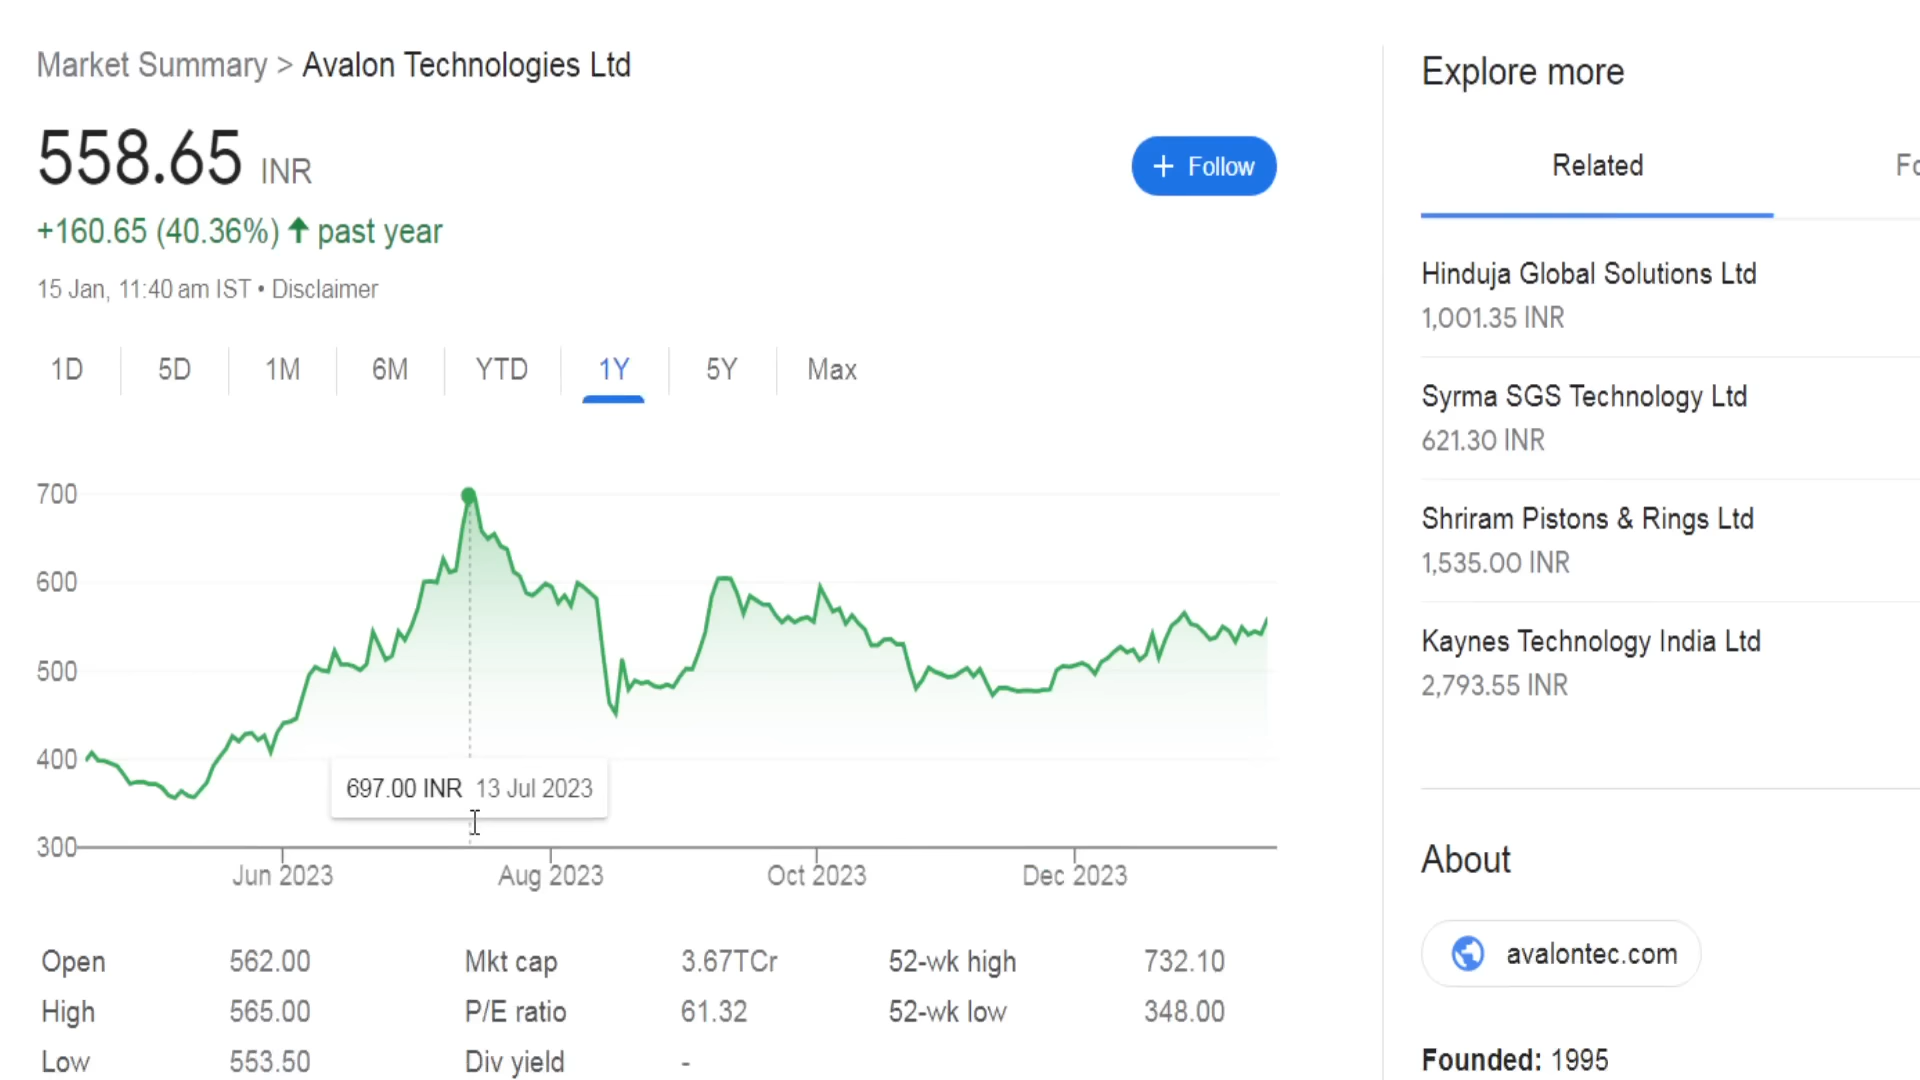 Market Summary > Avalon Technologies Ltd
558.65 INR
+ Follow
+160.65 (40.36%) ↑ past year
15 Jan, 11:40 am IST • Disclaimer
1D 5D 1M 6M YTD 1Y 5Y Max
700
600
500
400
300
697.00 INR 13 Jul 2023
Jun 2023 Aug 2023 Oct 2023 Dec 2023
Open 562.00 Mkt cap 3.67TCr 52-wk high 732.10
High 565.00 P/E ratio 61.32 52-wk low 348.00
Low 553.50 Div yield -
Explore more
Related
Hinduja Global Solutions Ltd
1,001.35 INR
Syrma SGS Technology Ltd
621.30 INR
Shriram Pistons & Rings Ltd
1,535.00 INR
Kaynes Technology India Ltd
2,793.55 INR
About
avalontec.com
Founded: 1995